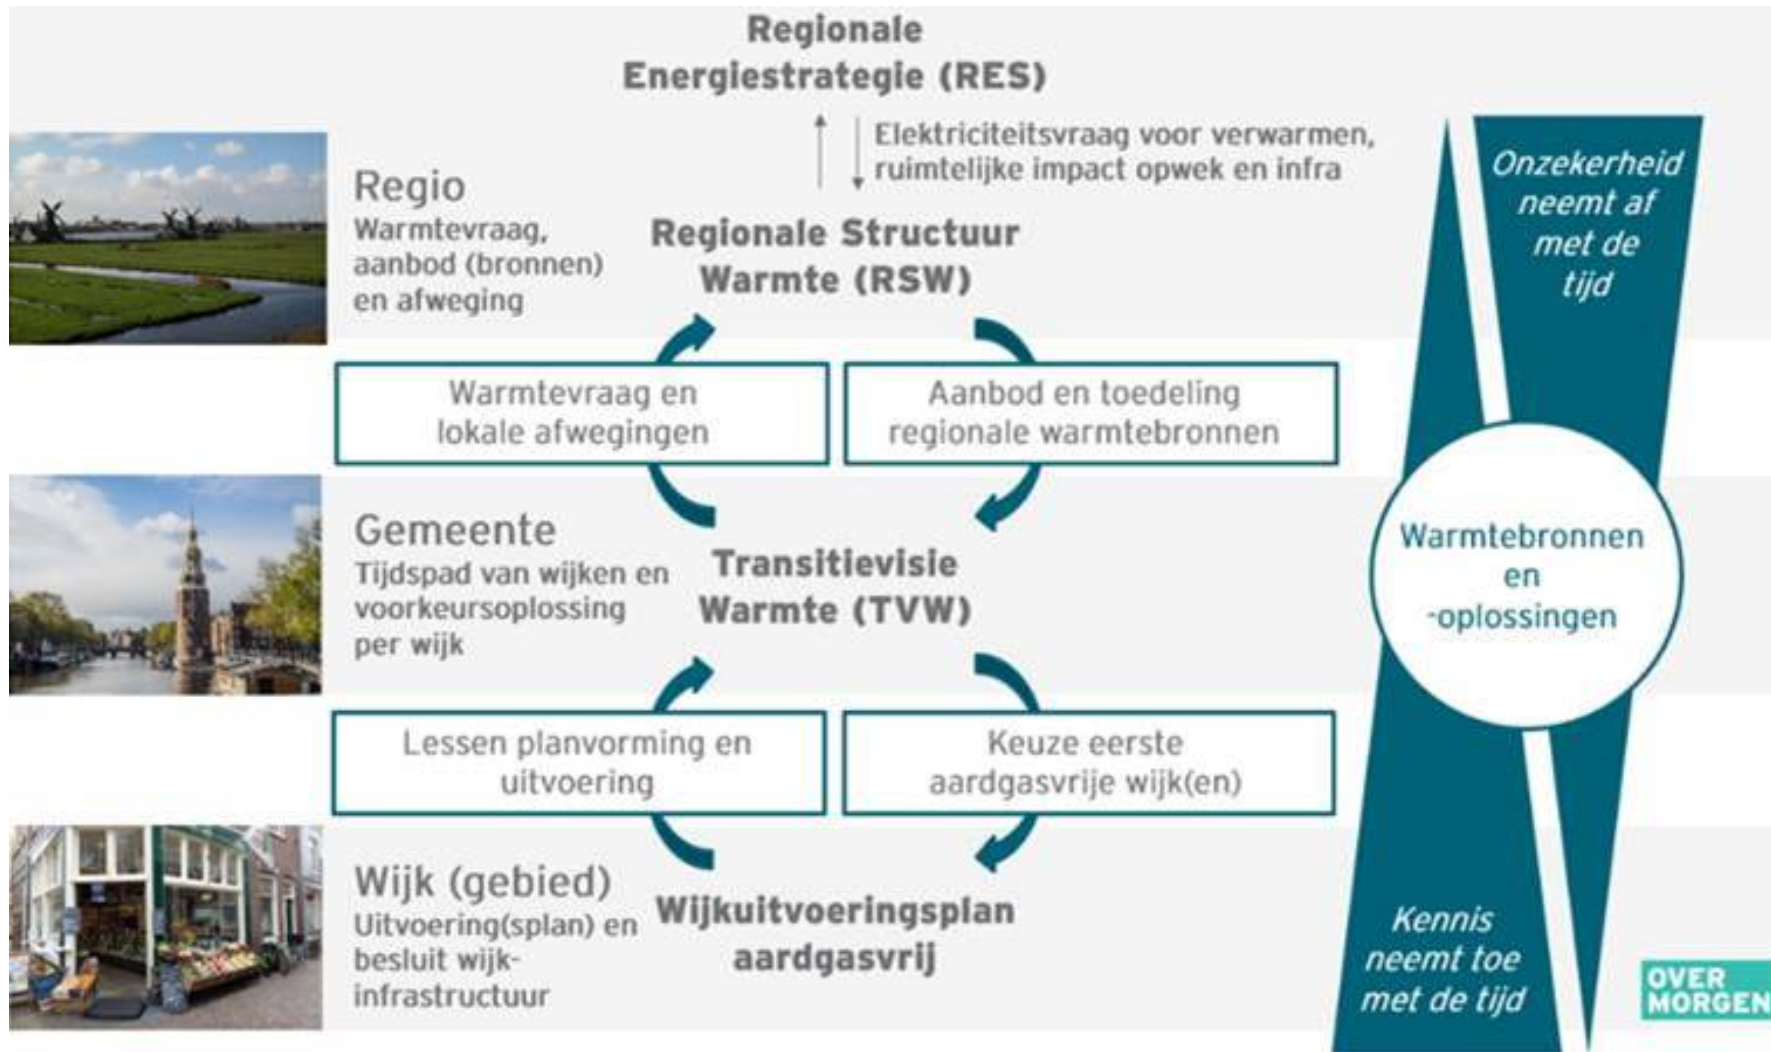 Regionale
Energiestrategie (RES)
Elektriciteitsvraag voor verwarmen,
ruimtelijke impact opwek en infra
Regio
Warmtevraag,
aanbod (bronnen)
en afweging
Regionale Structuur
Warmte (RSW)
Warmtevraag en
lokale afwegingen
Aanbod en toedeling
regionale warmtebronnen
Gemeente
Tijdspad van wijken en
voorkeursoplossing
per wijk
Transitievisie
Warmte (TVW)
Lessen planvorming en
uitvoering
Keuze eerste
aardgasvrije wijk(en)
Wijk (gebied)
Uitvoering(splan) en
besluit wijk-
infrastructuur
Wijkuitvoeringsplan
aardgasvrij
Onzekerheid
neemt af
met de
tijd
Warmtebronnen
en
-oplossingen
Kennis
neemt toe
met de tijd
OVER
MORGEN